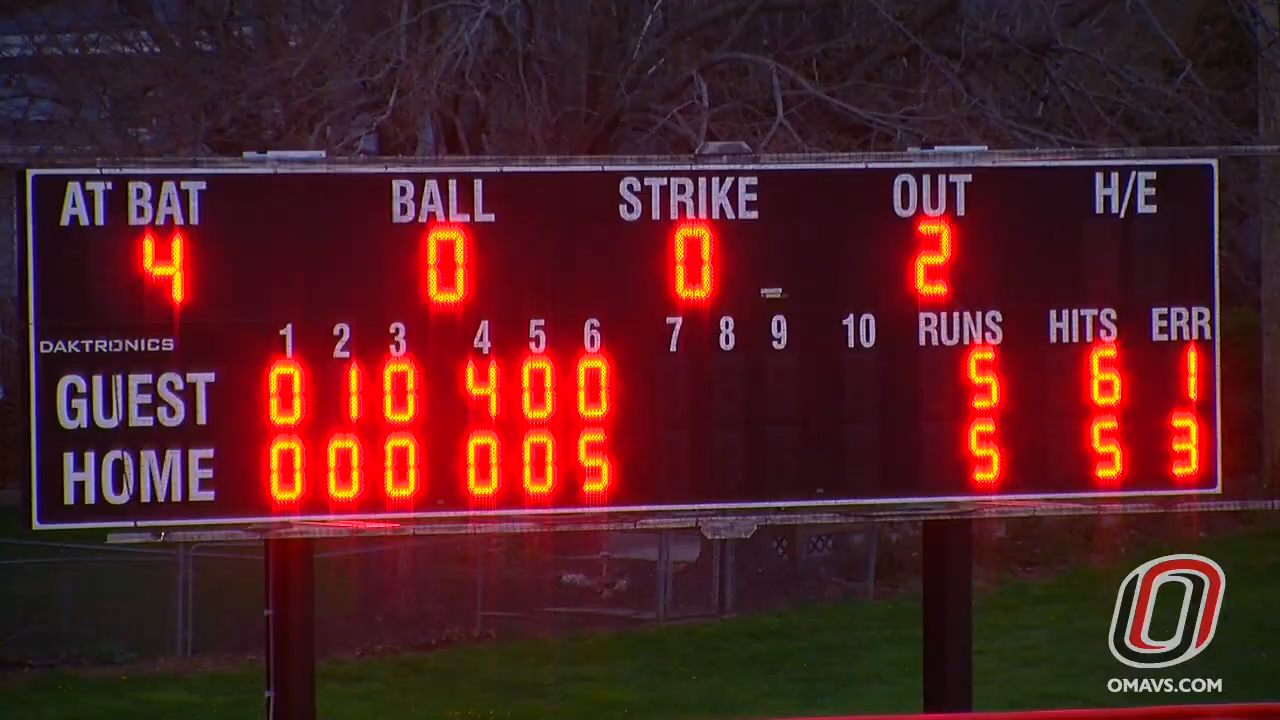 AT BAT BALL STRIKE OUT H/E
4 0 0 2
1 2 3 4 5 6 7 8 9 10 RUNS HITS ERR
DAKTRONICS
GUEST 0 1 0 4 0 0 5 6 1
HOME 0 0 0 0 0 5 5 5 3
O
OMAVS.COM